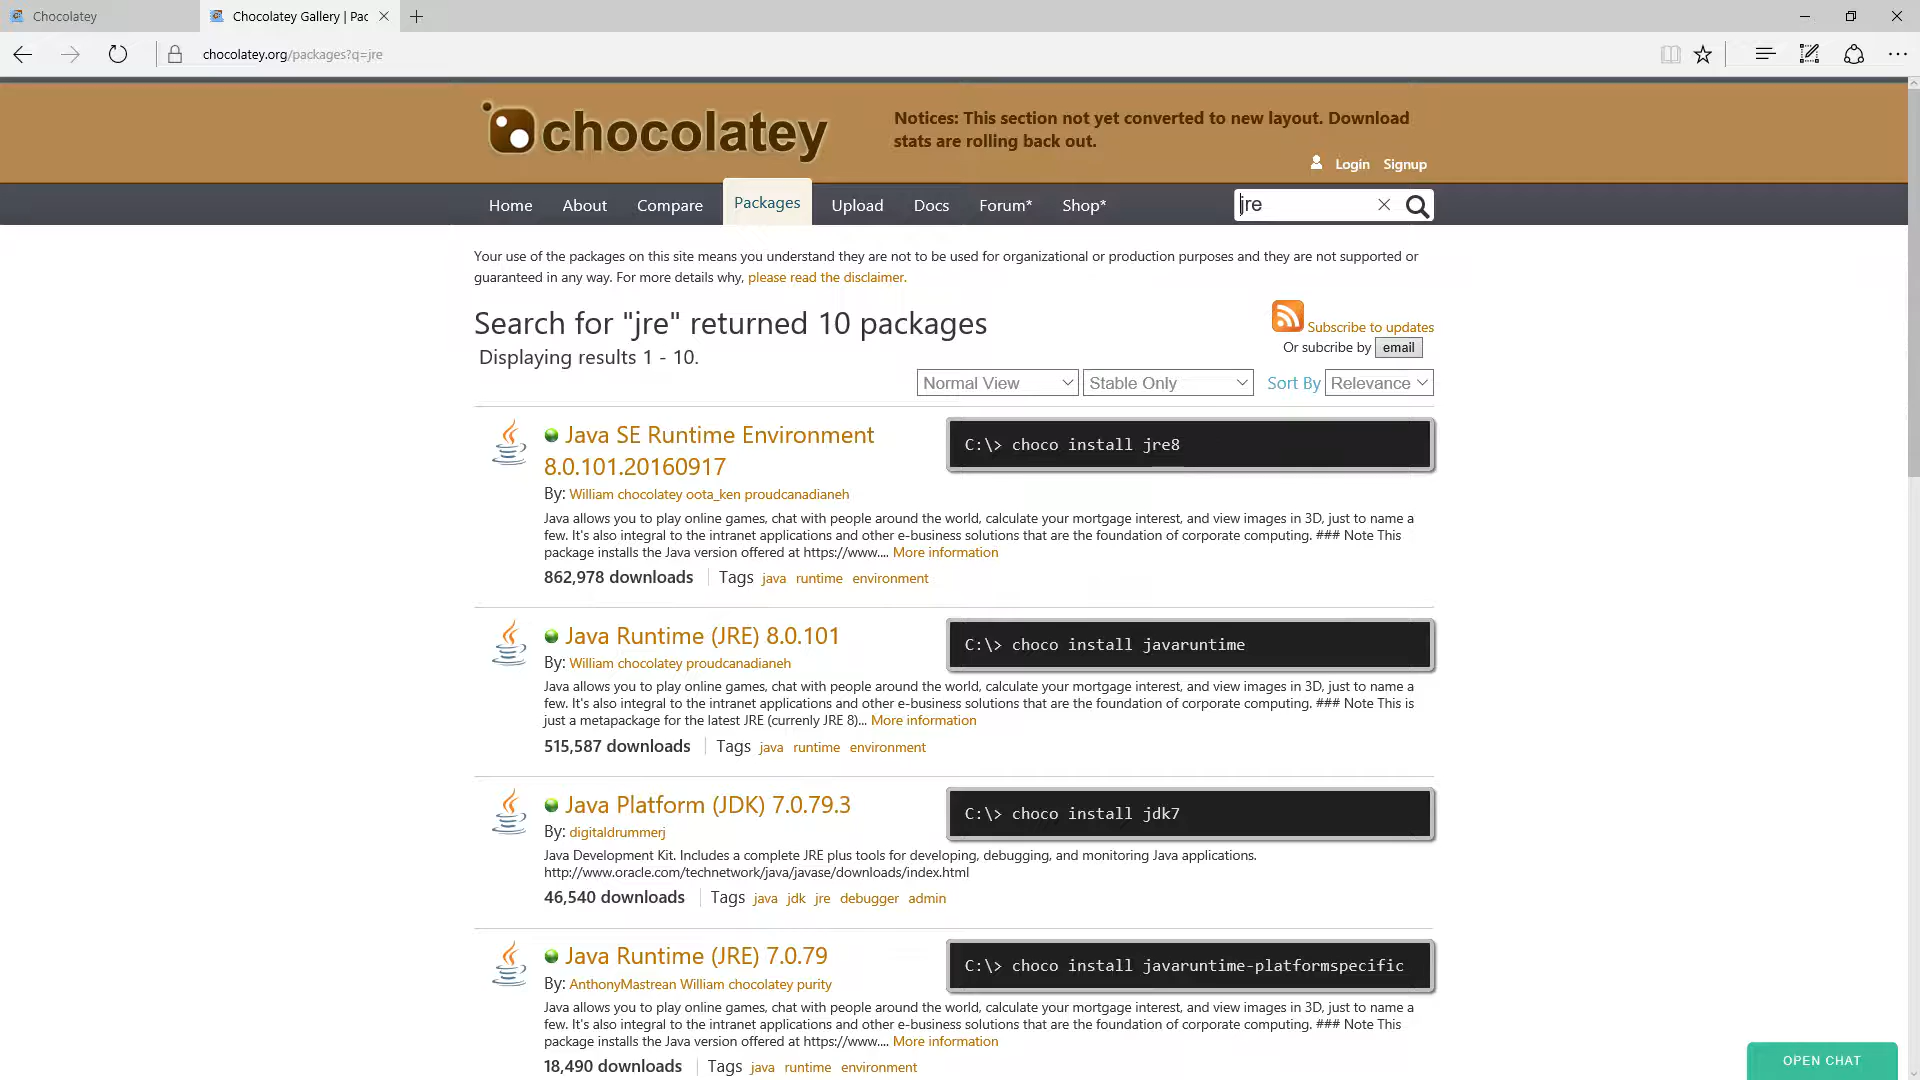 Chocolatey
Chocolatey Gallery | Pac
chocolatey.org/packages?q=jre
chocolatey
Notices: This section not yet converted to new layout. Download
stats are rolling back out.
Login Signup
Home About Compare Packages Upload Docs Forum* Shop*
jre
Your use of the packages on this site means you understand they are not to be used for organizational or production purposes and they are not supported or
guaranteed in any way. For more details why, please read the disclaimer.
Search for "jre" returned 10 packages
Displaying results 1 - 10.
Subscribe to updates
Or subcribe by email
Normal View Stable Only Sort By Relevance
Java SE Runtime Environment
8.0.101.20160917
C:\> choco install jre8
By: William chocolatey oota_ken proudcanadianeh
Java allows you to play online games, chat with people around the world, calculate your mortgage interest, and view images in 3D, just to name a
few. It's also integral to the intranet applications and other e-business solutions that are the foundation of corporate computing. ### Note This
package installs the Java version offered at https://www.... More information
862,978 downloads Tags java runtime environment
Java Runtime (JRE) 8.0.101
C:\> choco install javaruntime
By: William chocolatey proudcanadianeh
Java allows you to play online games, chat with people around the world, calculate your mortgage interest, and view images in 3D, just to name a
few. It's also integral to the intranet applications and other e-business solutions that are the foundation of corporate computing. ### Note This is
just a metapackage for the latest JRE (currenly JRE 8)... More information
515,587 downloads Tags java runtime environment
Java Platform (JDK) 7.0.79.3
C:\> choco install jdk7
By: digitaldrummerj
Java Development Kit. Includes a complete JRE plus tools for developing, debugging, and monitoring Java applications.
http://www.oracle.com/technetwork/java/javase/downloads/index.html
46,540 downloads Tags java jdk jre debugger admin
Java Runtime (JRE) 7.0.79
C:\> choco install javaruntime-platformspecific
By: AnthonyMastrean William chocolatey purity
Java allows you to play online games, chat with people around the world, calculate your mortgage interest, and view images in 3D, just to name a
few. It's also integral to the intranet applications and other e-business solutions that are the foundation of corporate computing. ### Note This
package installs the Java version offered at https://www.... More information
18,490 downloads Tags java runtime environment
OPEN CHAT